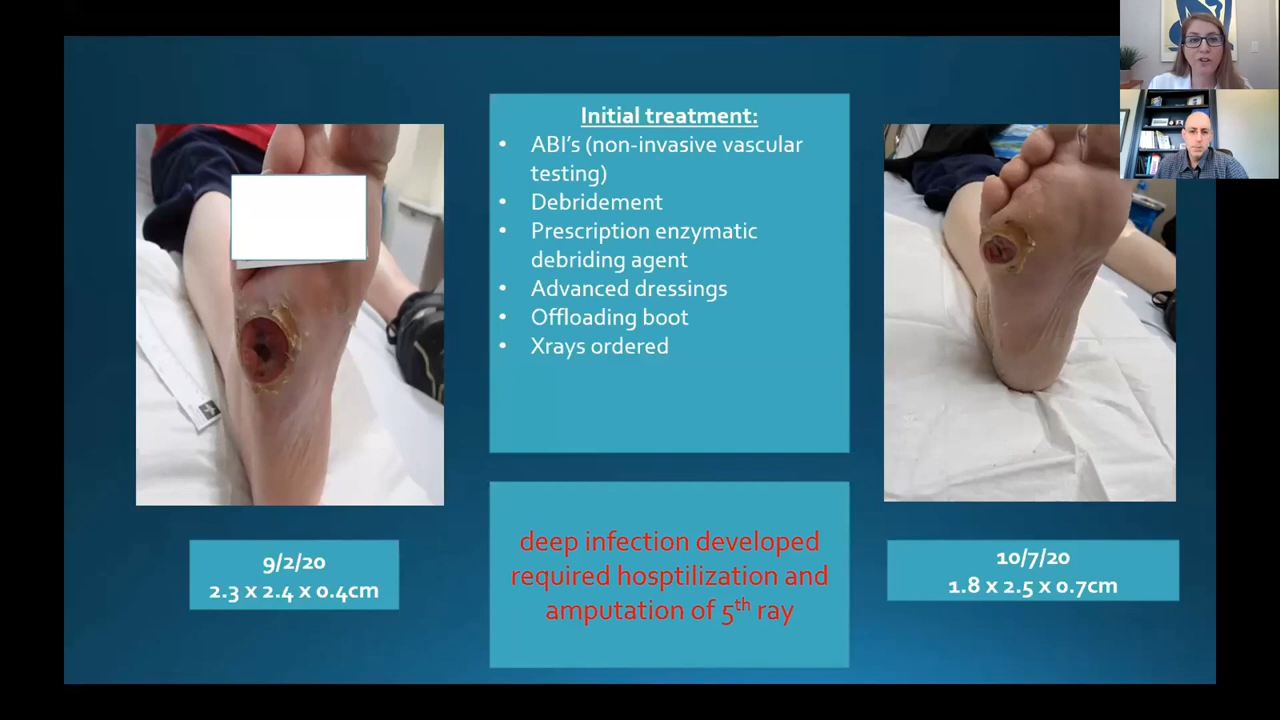 Initial treatment:
• ABI's (non-invasive vascular
testing)
• Debridement
• Prescription enzymatic
debriding agent
• Advanced dressings
• Offloading boot
• Xrays ordered
deep infection developed
required hosptilization and
amputation of 5th ray
9/2/20
2.3 x 2.4 x 0.4cm
10/7/20
1.8 x 2.5 x 0.7cm